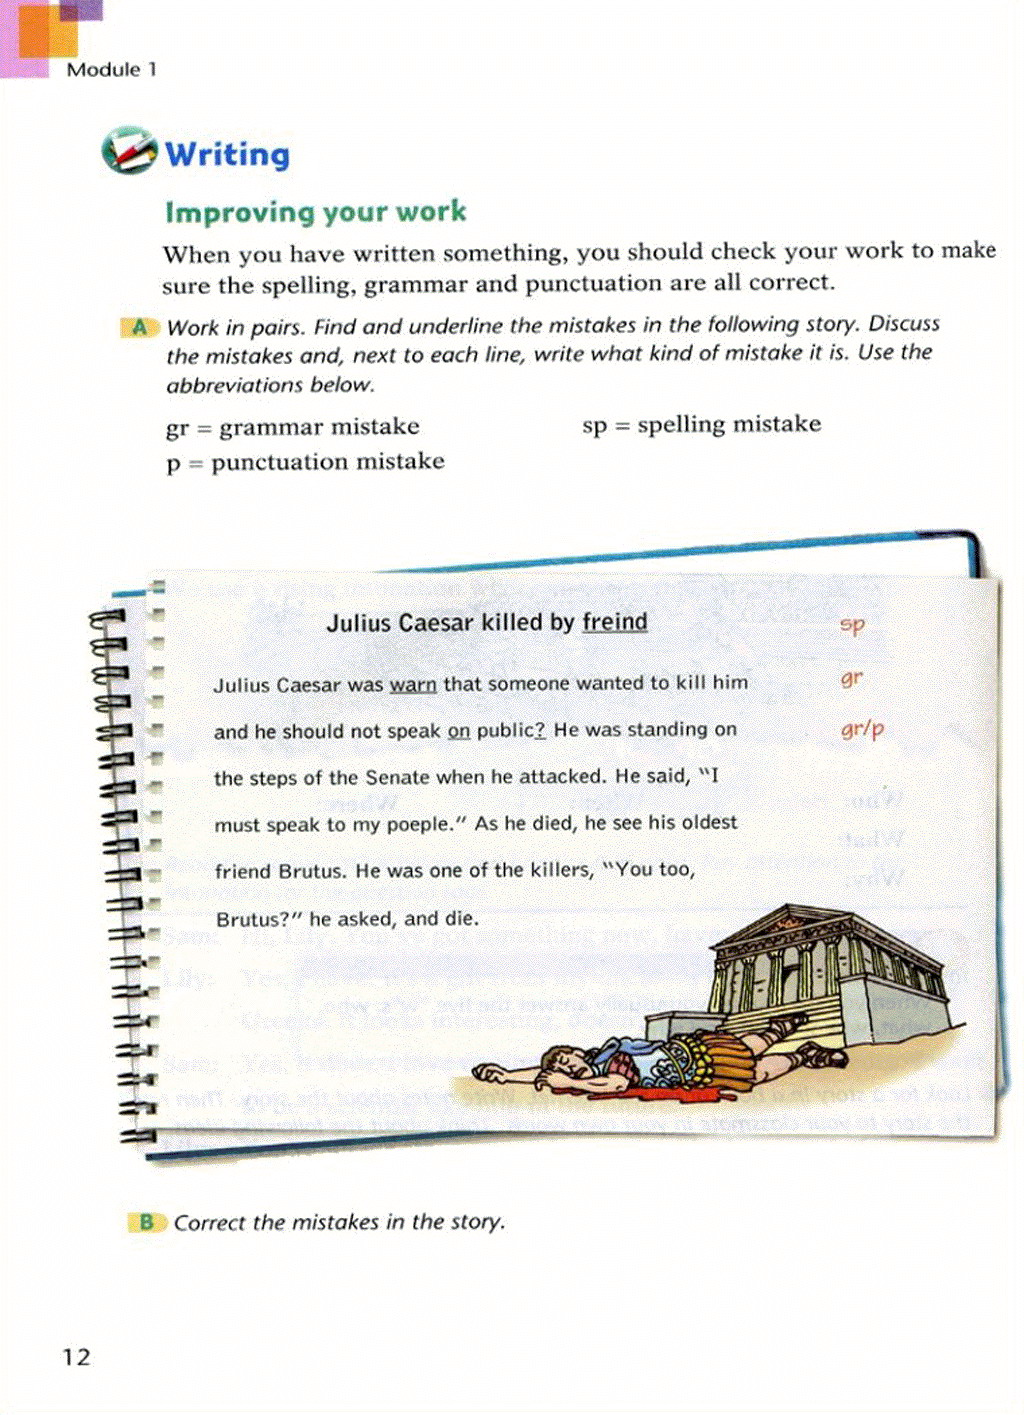 Module 1
Writing
Improving your work
When you have written something, you should check your work to make
sure the spelling, grammar and punctuation are all correct.
A Work in pairs. Find and underline the mistakes in the following story. Discuss
the mistakes and, next to each line, write what kind of mistake it is. Use the
abbreviations below.
gr = grammar mistake sp = spelling mistake
p = punctuation mistake
Julius Caesar killed by freind sp
Julius Caesar was warn that someone wanted to kill him gr
and he should not speak on public? He was standing on gr/p
the steps of the Senate when he attacked. He said, "I
must speak to my poeple." As he died, he see his oldest
friend Brutus. He was one of the killers, "You too,
Brutus?" he asked, and die.
B Correct the mistakes in the story.
12